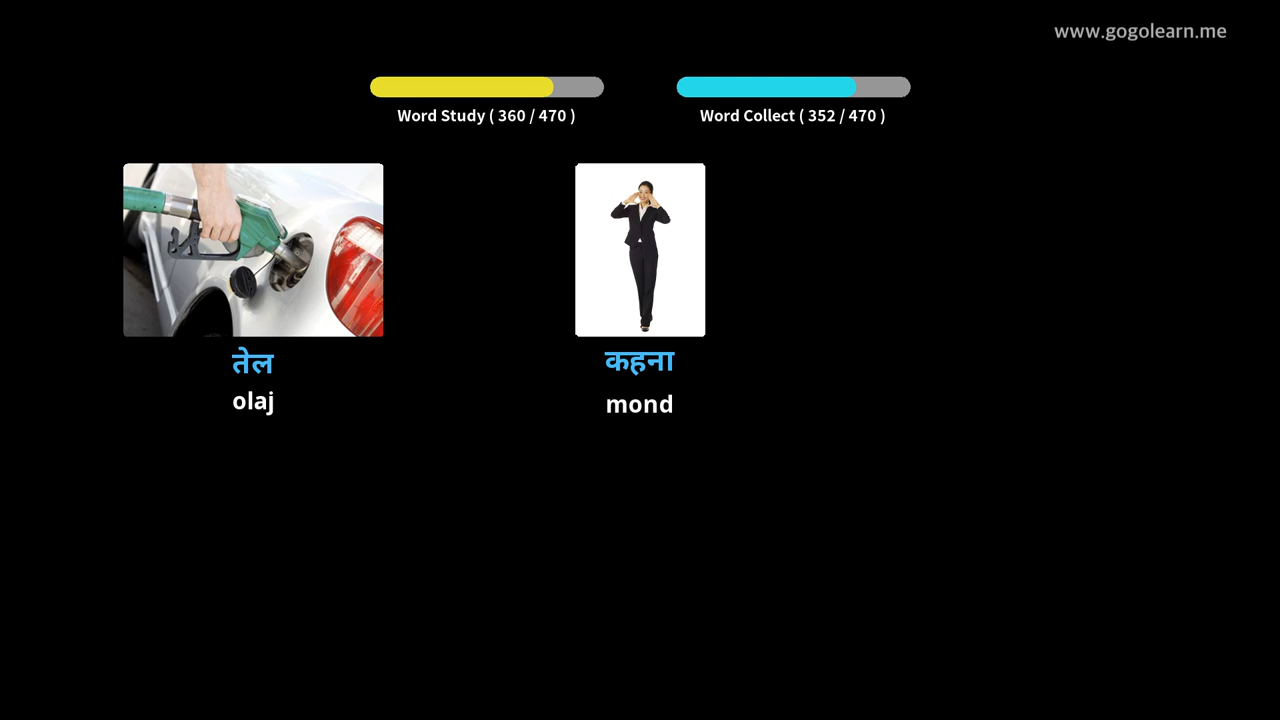 www.gogolearn.me
Word Study ( 360 / 470 )
Word Collect ( 352 / 470 )
तेल
olaj
कहना
mond